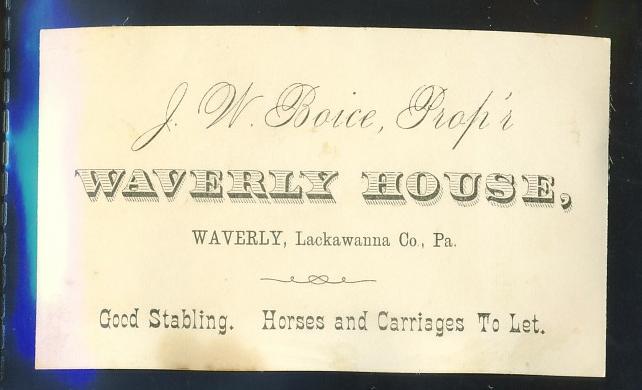 J. W. Boice, Prop'r
WAVERLY HOUSE,
WAVERLY, Lackawanna Co., Pa.
Good Stabling. Horses and Carriages To Let.